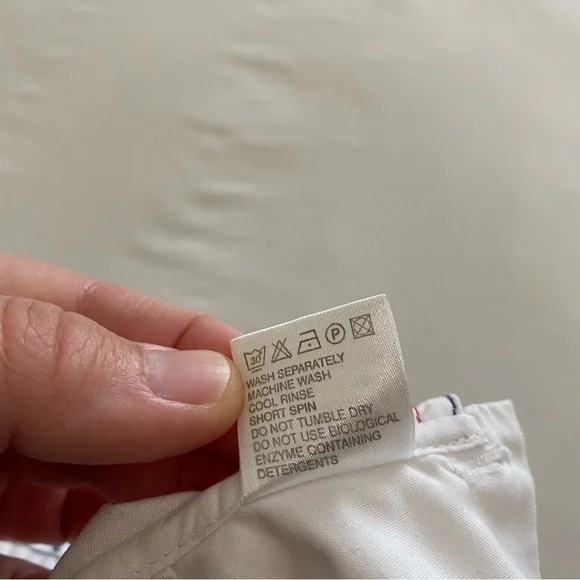 30 P
WASH SEPARATELY
MACHINE WASH
COOL RINSE
SHORT SPIN
DO NOT TUMBLE DRY
DO NOT USE BIOLOGICAL
ENZYME CONTAINING
DETERGENTS